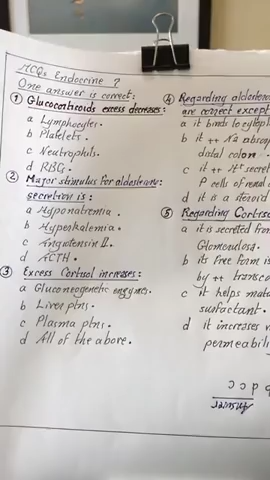 MCQs Endocrine ?
One answer is correct:
① Glucocorticoids excess decreases:
a Lymphocytes.
b Platelets.
c Neutrophils.
d RBCs.
② Major stimulus for aldosterone
secretion is:
a Hyponatremia.
b Hyperkalemia.
c Angiotensin II.
d ACTH.
③ Excess Cortisol increases:
a Gluconeogenetic enzymes.
b Liver ptns.
c Plasma ptns.
d All of the above.
④ Regarding aldostero
are correct except
a it binds to cytopl
b it ++ Na absorp
distal colon.
c it ++ H+ secret
P cells of renal
d it is a steroid
⑤ Regarding Cortiso
a it is secreted from
Glomerulosa.
b its free form is
by ++ transco
c it helps mat
surfactant.
d it increases v
permeabili
b d c c
Answer